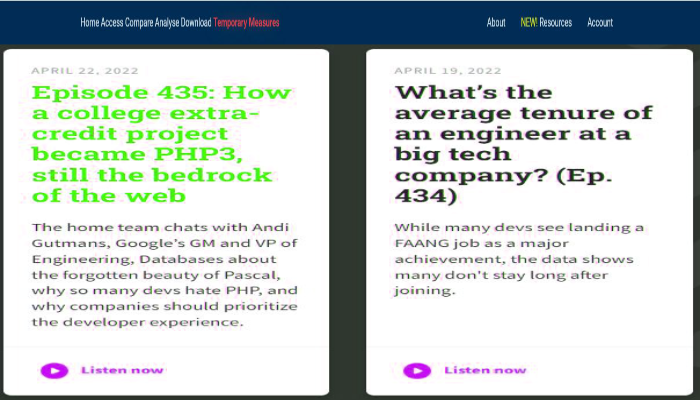 Home Access Compare Analyse Download Temporary Measures
About NEW! Resources Account
APRIL 22, 2022
Episode 435: How
a college extra-
credit project
became PHP3,
still the bedrock
of the web
The home team chats with Andi
Gutmans, Google's GM and VP of
Engineering, Databases about
the forgotten beauty of Pascal,
why so many devs hate PHP, and
why companies should prioritize
the developer experience.
Listen now
APRIL 19, 2022
What's the
average tenure of
an engineer at a
big tech
company? (Ep.
434)
While many devs see landing a
FAANG job as a major
achievement, the data shows
many don't stay long after
joining.
Listen now